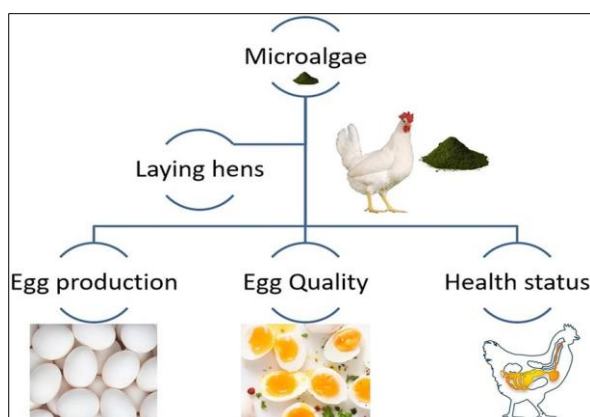 Microalgae
Laying hens
Egg production
Egg Quality
Health status